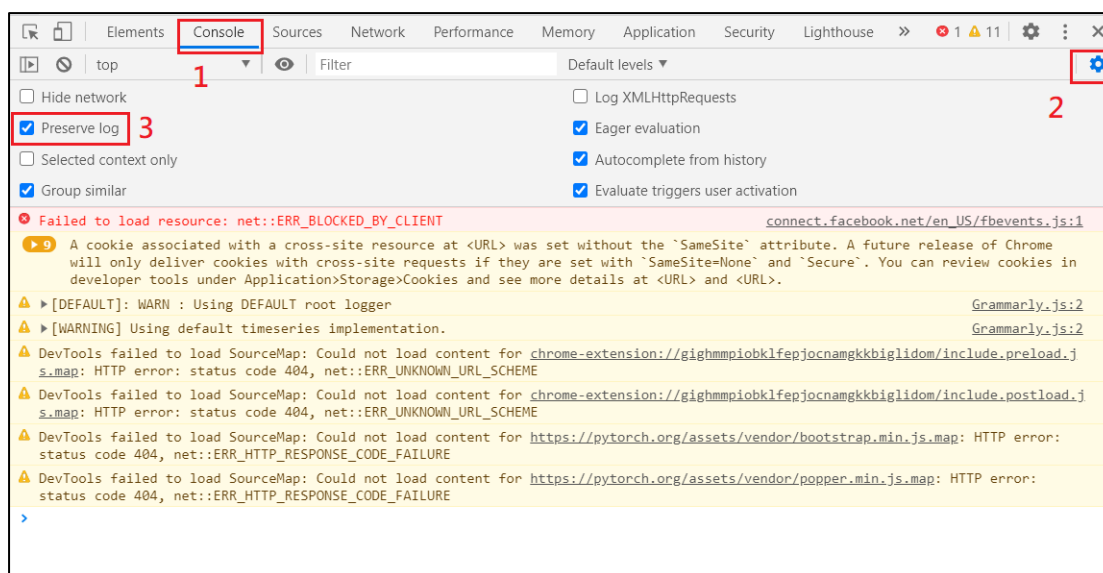 Elements Console Sources Network Performance Memory Application Security Lighthouse » 1 11
1
top Filter Default levels ▼
2
Hide network Log XMLHttpRequests
Preserve log 3 Eager evaluation
Selected context only Autocomplete from history
Group similar Evaluate triggers user activation
Failed to load resource: net::ERR_BLOCKED_BY_CLIENT connect.facebook.net/en_US/fbevents.js:1
9 A cookie associated with a cross-site resource at <URL> was set without the `SameSite` attribute. A future release of Chrome
will only deliver cookies with cross-site requests if they are set with `SameSite=None` and `Secure`. You can review cookies in
developer tools under Application>Storage>Cookies and see more details at <URL> and <URL>.
[DEFAULT]: WARN : Using DEFAULT root logger Grammarly.js:2
[WARNING] Using default timeseries implementation. Grammarly.js:2
DevTools failed to load SourceMap: Could not load content for chrome-extension://gighmmpiobklfepjocnamgkkbiglidom/include.preload.j
s.map: HTTP error: status code 404, net::ERR_UNKNOWN_URL_SCHEME
DevTools failed to load SourceMap: Could not load content for chrome-extension://gighmmpiobklfepjocnamgkkbiglidom/include.postload.j
s.map: HTTP error: status code 404, net::ERR_UNKNOWN_URL_SCHEME
DevTools failed to load SourceMap: Could not load content for https://pytorch.org/assets/vendor/bootstrap.min.js.map: HTTP error:
status code 404, net::ERR_HTTP_RESPONSE_CODE_FAILURE
DevTools failed to load SourceMap: Could not load content for https://pytorch.org/assets/vendor/popper.min.js.map: HTTP error:
status code 404, net::ERR_HTTP_RESPONSE_CODE_FAILURE